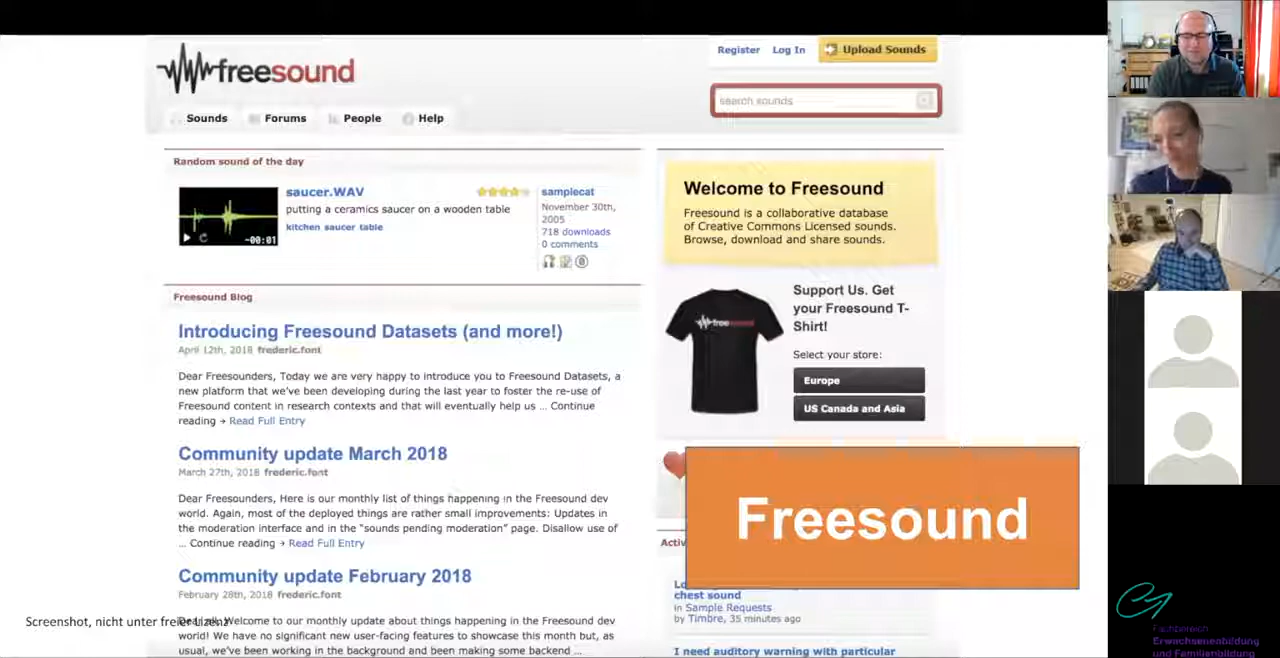 freesound
Register Log In Upload Sounds
search sounds
Sounds Forums People Help
Random sound of the day
saucer.WAV
putting a ceramics saucer on a wooden table
kitchen saucer table
~00:01
samplecat
November 30th,
2005
718 downloads
0 comments
Freesound Blog
Introducing Freesound Datasets (and more!)
April 12th, 2018 frederic.font
Dear Freesounders, Today we are very happy to introduce you to Freesound Datasets, a
new platform that we've been developing during the last year to foster the re-use of
Freesound content in research contexts and that will eventually help us ... Continue
reading → Read Full Entry
Community update March 2018
March 27th, 2018 frederic.font
Dear Freesounders, Here is our monthly list of things happening in the Freesound dev
world. Again, most of the deployed things are rather small improvements: Updates in
the moderation interface and in the "sounds pending moderation" page. Disallow use of
... Continue reading → Read Full Entry
Community update February 2018
February 28th, 2018 frederic.font
Welcome to our monthly update about things happening in the Freesound dev
world! We have no significant new user-facing features to showcase this month but, as
usual, we've been working in the background and been making some backend ...
Screenshot, nicht unter freier Lizenz
Welcome to Freesound
Freesound is a collaborative database
of Creative Commons Licensed sounds.
Browse, download and share sounds.
freesound
Support Us. Get
your Freesound T-
Shirt!
Select your store:
Europe
US Canada and Asia
Freesound
chest sound
in Sample Requests
by Timbre, 35 minutes ago
I need auditory warning with particular
Fachbereich
Erwachsenenbildung
und Familienbildung